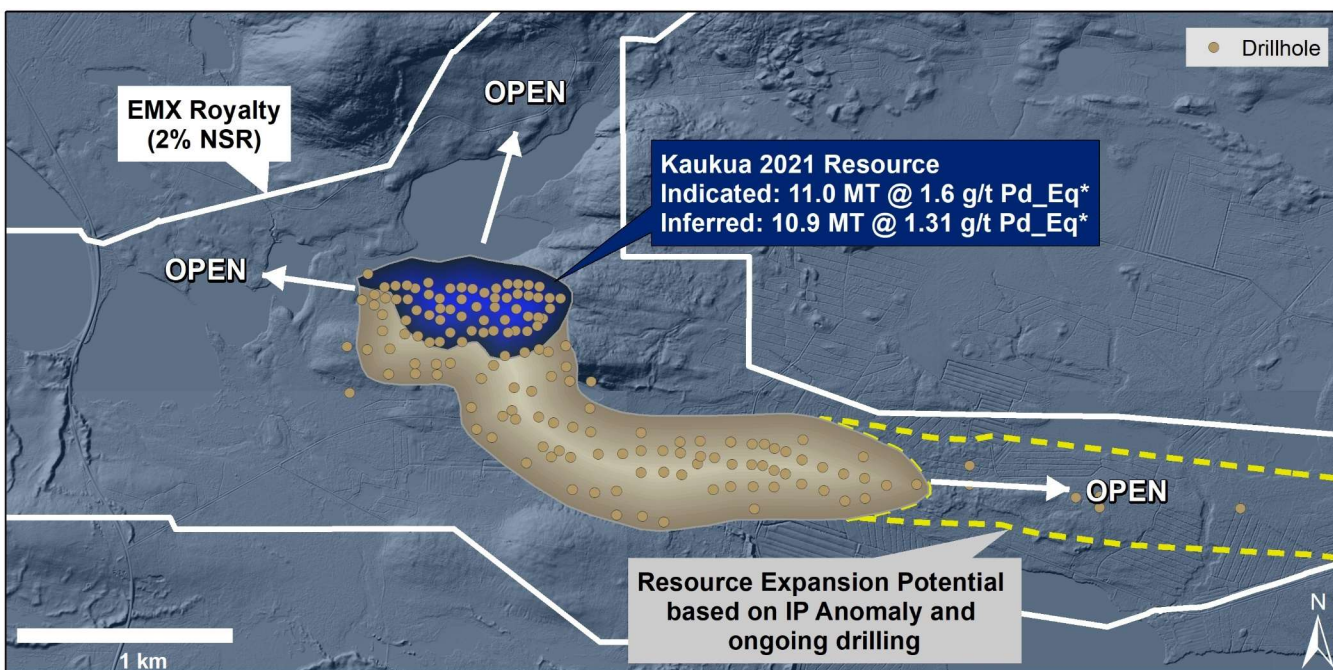 Drillhole
OPEN
EMX Royalty
(2% NSR)
Kaukua 2021 Resource
Indicated: 11.0 MT @ 1.6 g/t Pd_Eq*
Inferred: 10.9 MT @ 1.31 g/t Pd_Eq*
OPEN
OPEN
Resource Expansion Potential
based on IP Anomaly and
ongoing drilling
N
1 km